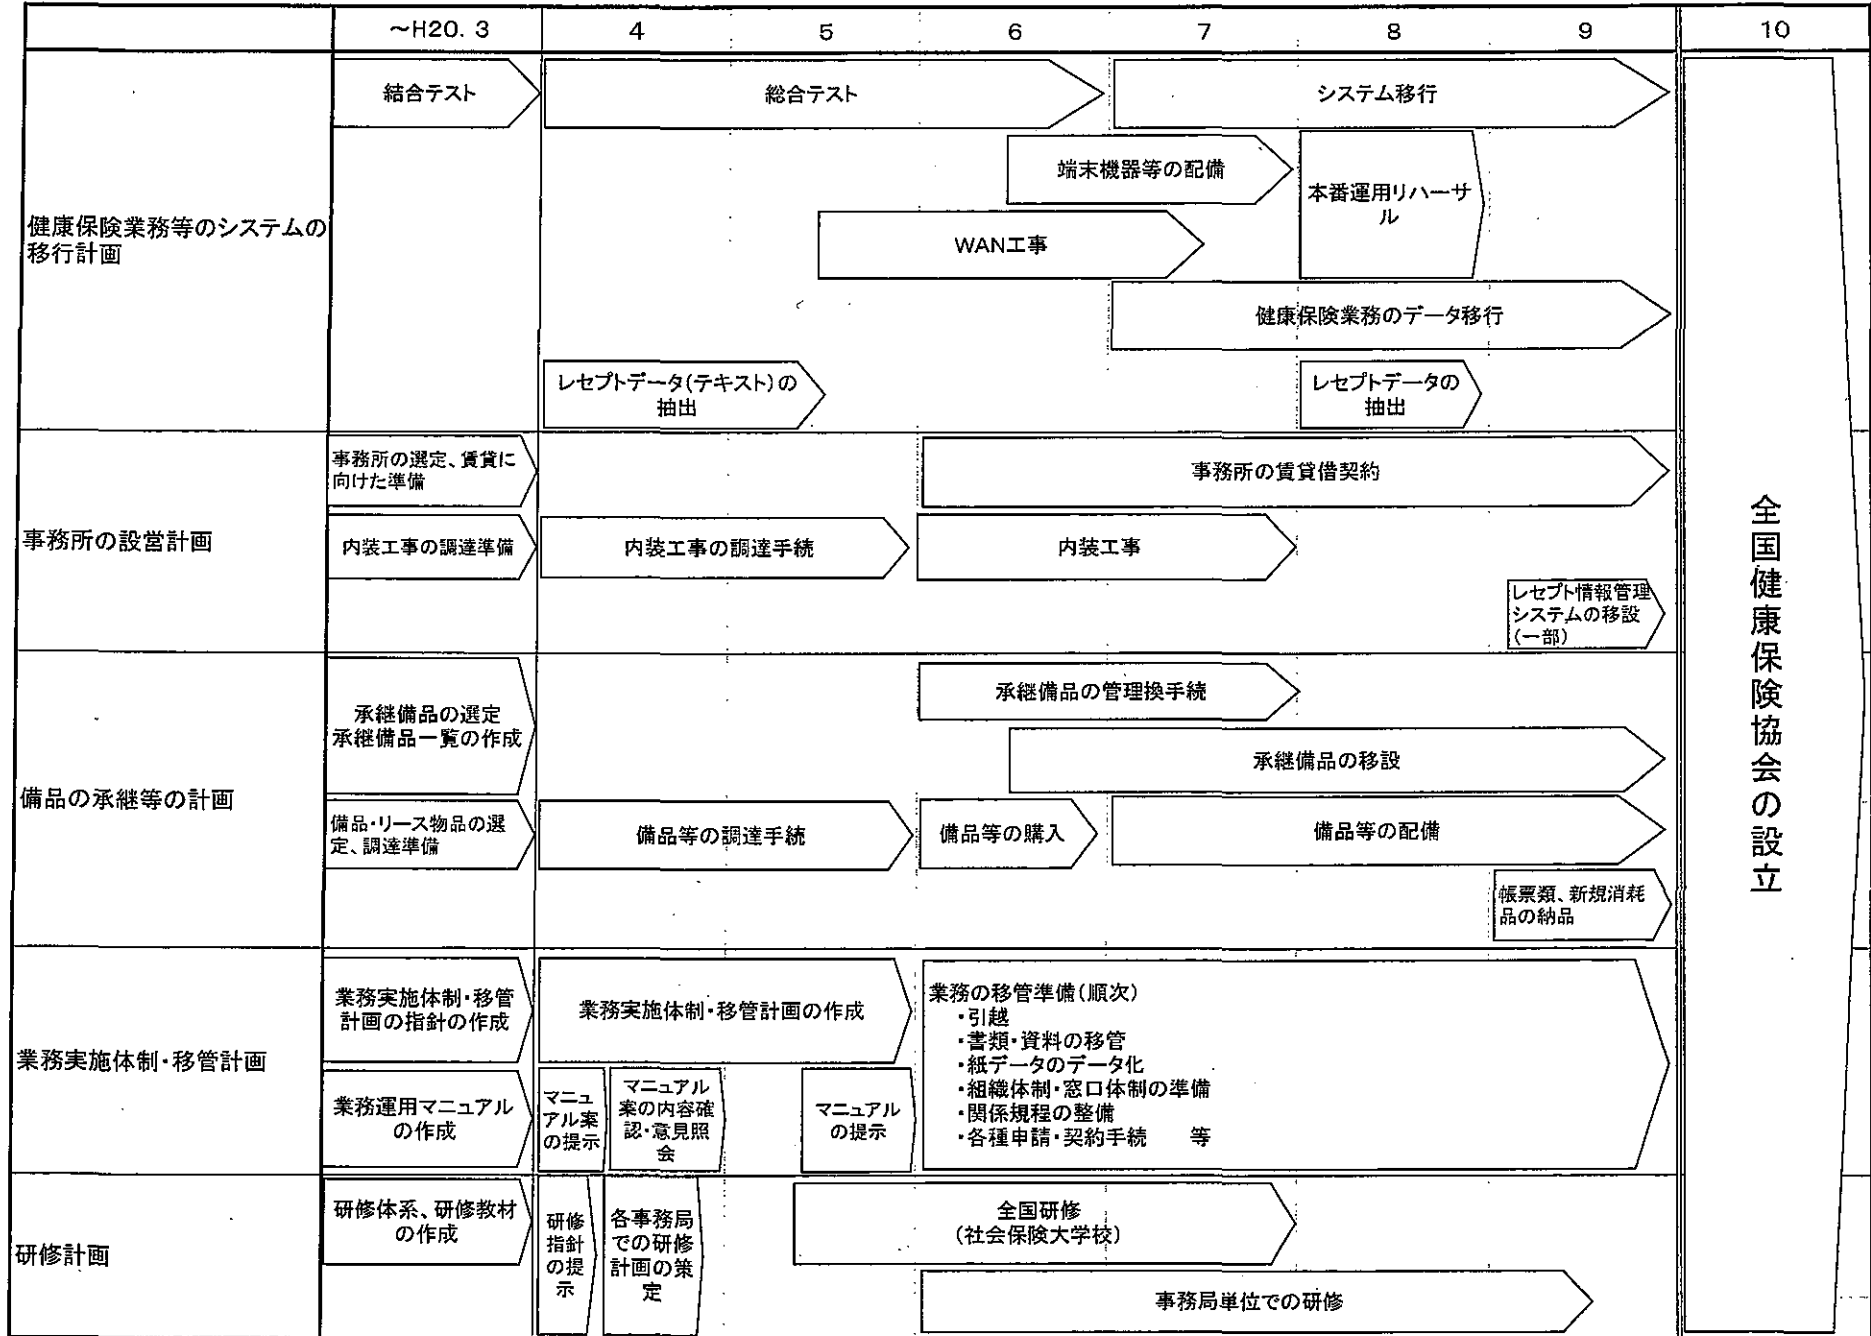 ～H20. 3
4
5
6
7
8
9
10
健康保険業務等のシステムの
移行計画
結合テスト
総合テスト
システム移行
端末機器等の配備
本番運用リハーサ
ル
WAN工事
健康保険業務のデータ移行
レセプトデータ(テキスト)の
抽出
レセプトデータの
抽出
事務所の設営計画
事務所の選定、賃貸に
向けた準備
事務所の賃貸借契約
内装工事の調達準備
内装工事の調達手続
内装工事
レセプト情報管理
システムの移設
(一部)
備品の承継等の計画
承継備品の選定
承継備品一覧の作成
承継備品の管理換手続
承継備品の移設
備品・リース物品の選
定、調達準備
備品等の調達手続
備品等の購入
備品等の配備
帳票類、新規消耗
品の納品
業務実施体制・移管計画
業務実施体制・移管
計画の指針の作成
業務実施体制・移管計画の作成
業務の移管準備(順次)
・引越
・書類・資料の移管
・紙データのデータ化
・組織体制・窓口体制の準備
・関係規程の整備
・各種申請・契約手続　等
業務運用マニュアル
の作成
マニュ
アル案
の提示
マニュアル
案の内容確
認・意見照
会
マニュアル
の提示
研修計画
研修体系、研修教材
の作成
研修
指針
の提
示
各事務局
での研修
計画の策
定
全国研修
(社会保険大学校)
事務局単位での研修
全国健康保険協会の設立